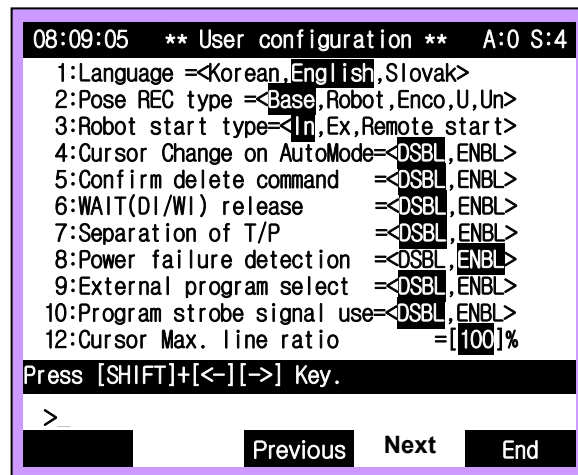 08:09:05 ** User configuration ** A:0 S:4
1:Language =<Korean,English,Slovak>
2:Pose REC type =<Base,Robot,Enco,U,Un>
3:Robot start type=<In,Ex,Remote start>
4:Cursor Change on AutoMode=<DSBL,ENBL>
5:Confirm delete command =<DSBL,ENBL>
6:WAIT(DI/WI) release =<DSBL,ENBL>
7:Separation of T/P =<DSBL,ENBL>
8:Power failure detection =<DSBL,ENBL>
9:External program select =<DSBL,ENBL>
10:Program strobe signal use=<DSBL,ENBL>
12:Cursor Max. line ratio =[100]%
Press [SHIFT]+[<-][->] Key.
>_
Previous Next End